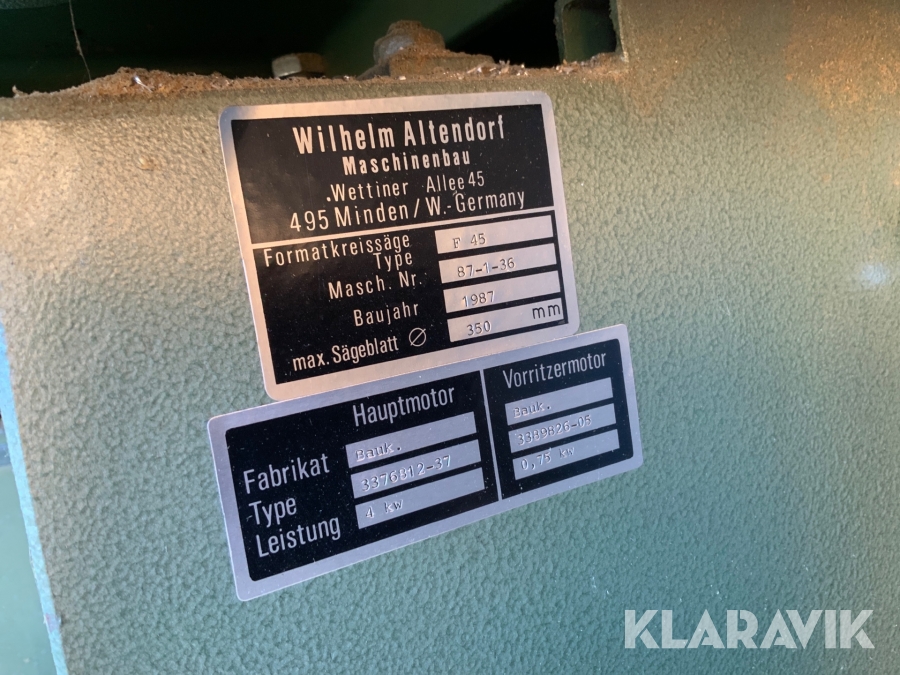 Wilhelm Altendorf
Maschinenbau
Wettiner Allee 45
495 Minden / W.-Germany
Formatkreissäge
Type F 45
Masch. Nr. 87-1-36
Baujahr 1987
max. Sägeblatt Ø 350 mm
Hauptmotor Vorritzermotor
Fabrikat Bauk. Bauk.
Type 3376812-37 3389826-05
Leistung 4 kW 0,75 kW
KLARAVIK